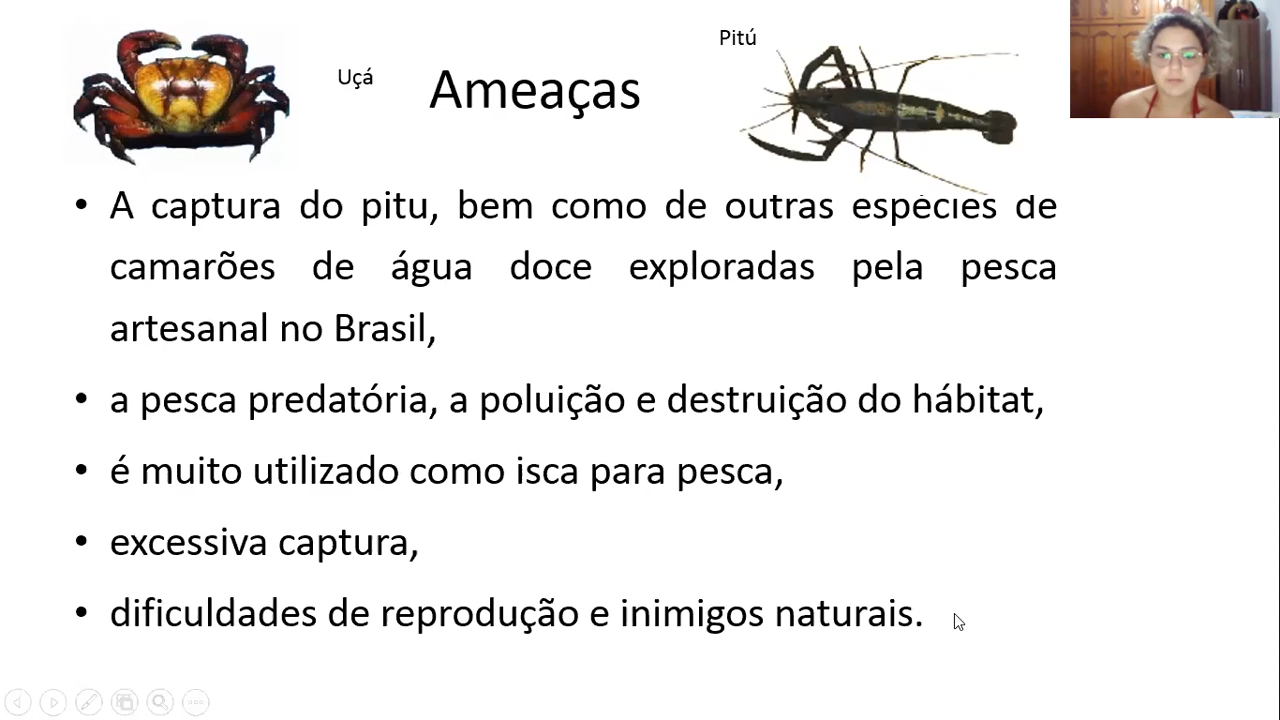 Pitú
Uçá
Ameaças
• A captura do pitu, bem como de outras espécies de
camarões de água doce exploradas pela pesca
artesanal no Brasil,
• a pesca predatória, a poluição e destruição do hábitat,
• é muito utilizado como isca para pesca,
• excessiva captura,
• dificuldades de reprodução e inimigos naturais.